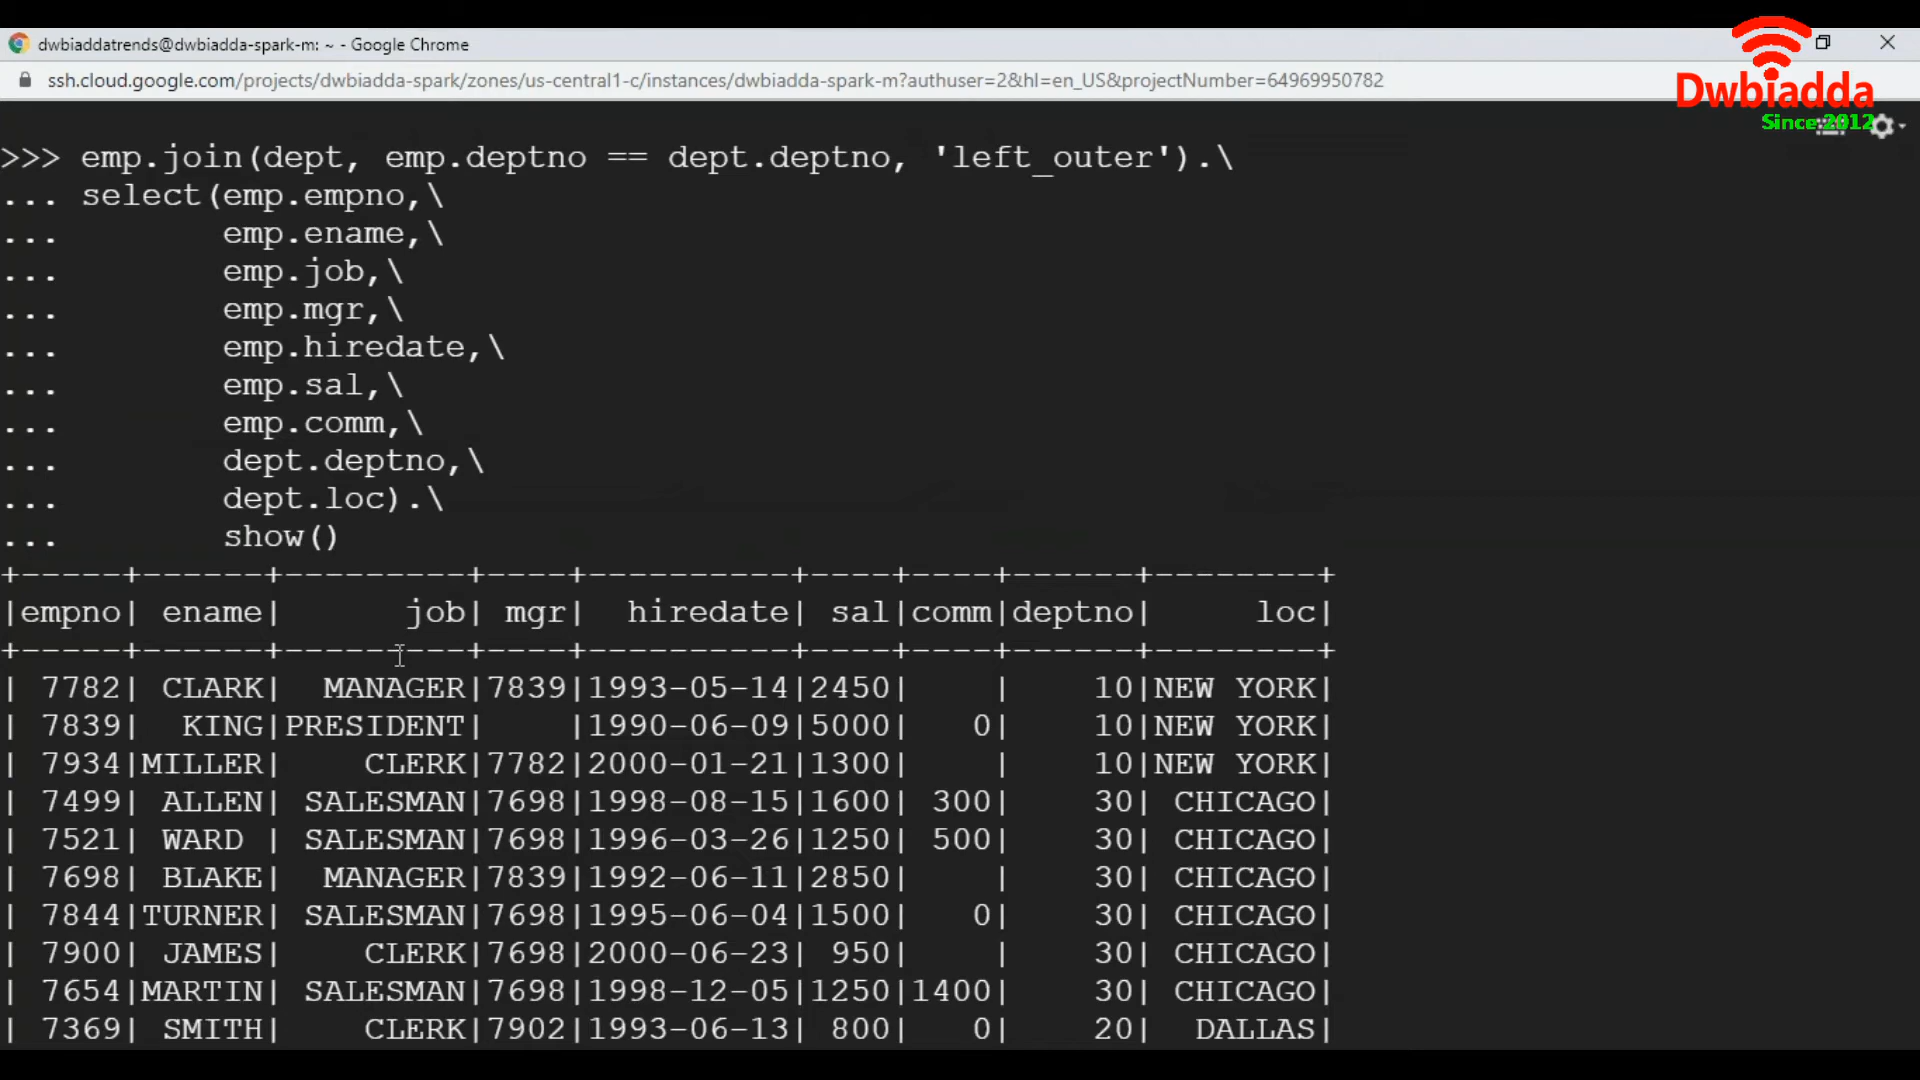 dwbiaddatrends@dwbiadda-spark-m: ~ - Google Chrome
ssh.cloud.google.com/projects/dwbiadda-spark/zones/us-central1-c/instances/dwbiadda-spark-m?authuser=2&hl=en_US&projectNumber=64969950782
Dwbiadda
Since 2012
>>> emp.join(dept, emp.deptno == dept.deptno, 'left_outer').\
... select(emp.empno,\
...        emp.ename,\
...        emp.job,\
...        emp.mgr,\
...        emp.hiredate,\
...        emp.sal,\
...        emp.comm,\
...        dept.deptno,\
...        dept.loc).\
...        show()
+-----+------+---------+----+----------+----+----+------+--------+
|empno| ename|      job| mgr|  hiredate| sal|comm|deptno|     loc|
+-----+------+---------+----+----------+----+----+------+--------+
| 7782| CLARK|  MANAGER|7839|1993-05-14|2450|    |    10|NEW YORK|
| 7839|  KING|PRESIDENT|    |1990-06-09|5000|   0|    10|NEW YORK|
| 7934|MILLER|    CLERK|7782|2000-01-21|1300|    |    10|NEW YORK|
| 7499| ALLEN| SALESMAN|7698|1998-08-15|1600| 300|    30| CHICAGO|
| 7521| WARD | SALESMAN|7698|1996-03-26|1250| 500|    30| CHICAGO|
| 7698| BLAKE|  MANAGER|7839|1992-06-11|2850|    |    30| CHICAGO|
| 7844|TURNER| SALESMAN|7698|1995-06-04|1500|   0|    30| CHICAGO|
| 7900| JAMES|    CLERK|7698|2000-06-23| 950|    |    30| CHICAGO|
| 7654|MARTIN| SALESMAN|7698|1998-12-05|1250|1400|    30| CHICAGO|
| 7369| SMITH|    CLERK|7902|1993-06-13| 800|   0|    20|  DALLAS|